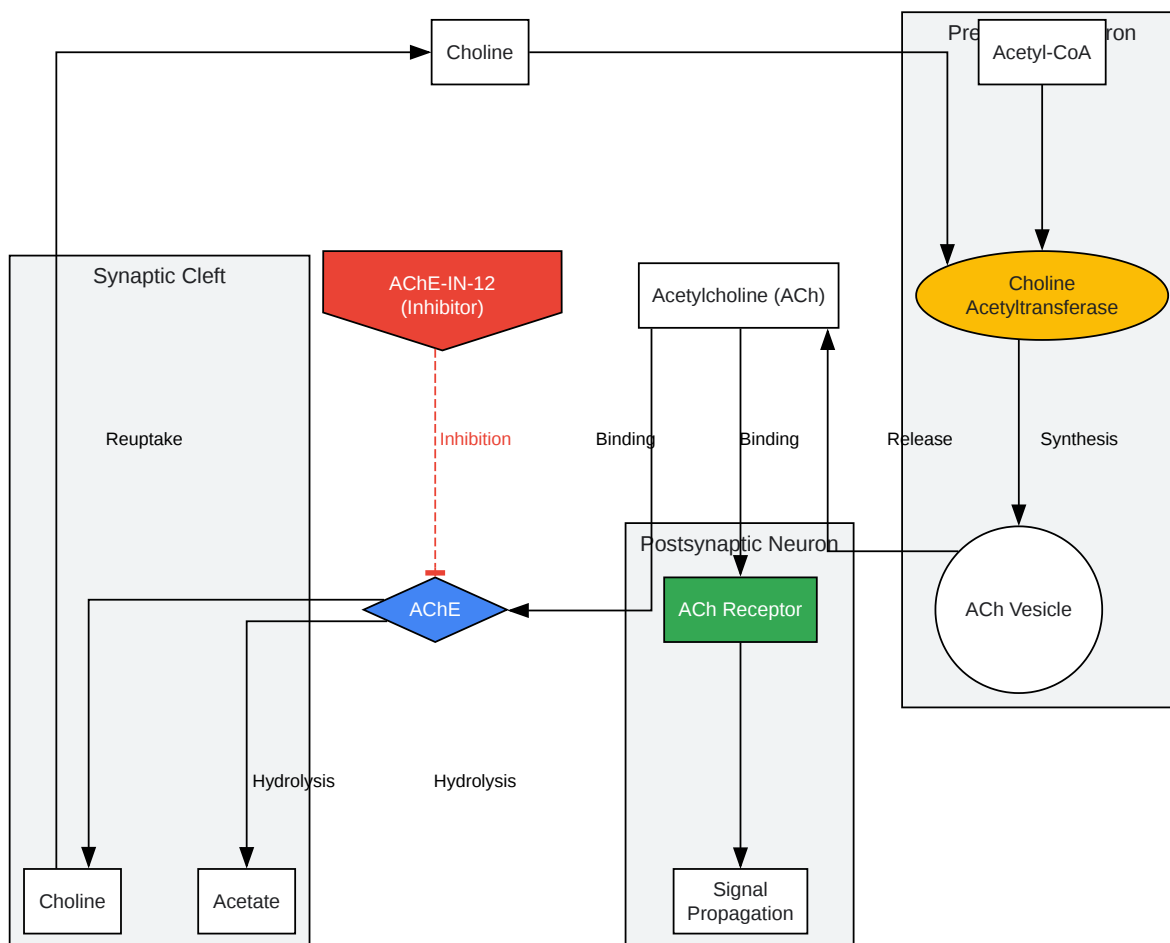 Choline
Acetyl-CoA
Synaptic Cleft
AChE-IN-12
(Inhibitor)
Acetylcholine (ACh)
Choline
Acetyltransferase
Reuptake
Inhibition
Binding
Binding
Release
Synthesis
Postsynaptic Neuron
AChE
ACh Receptor
ACh Vesicle
Hydrolysis
Hydrolysis
Choline
Acetate
Signal
Propagation